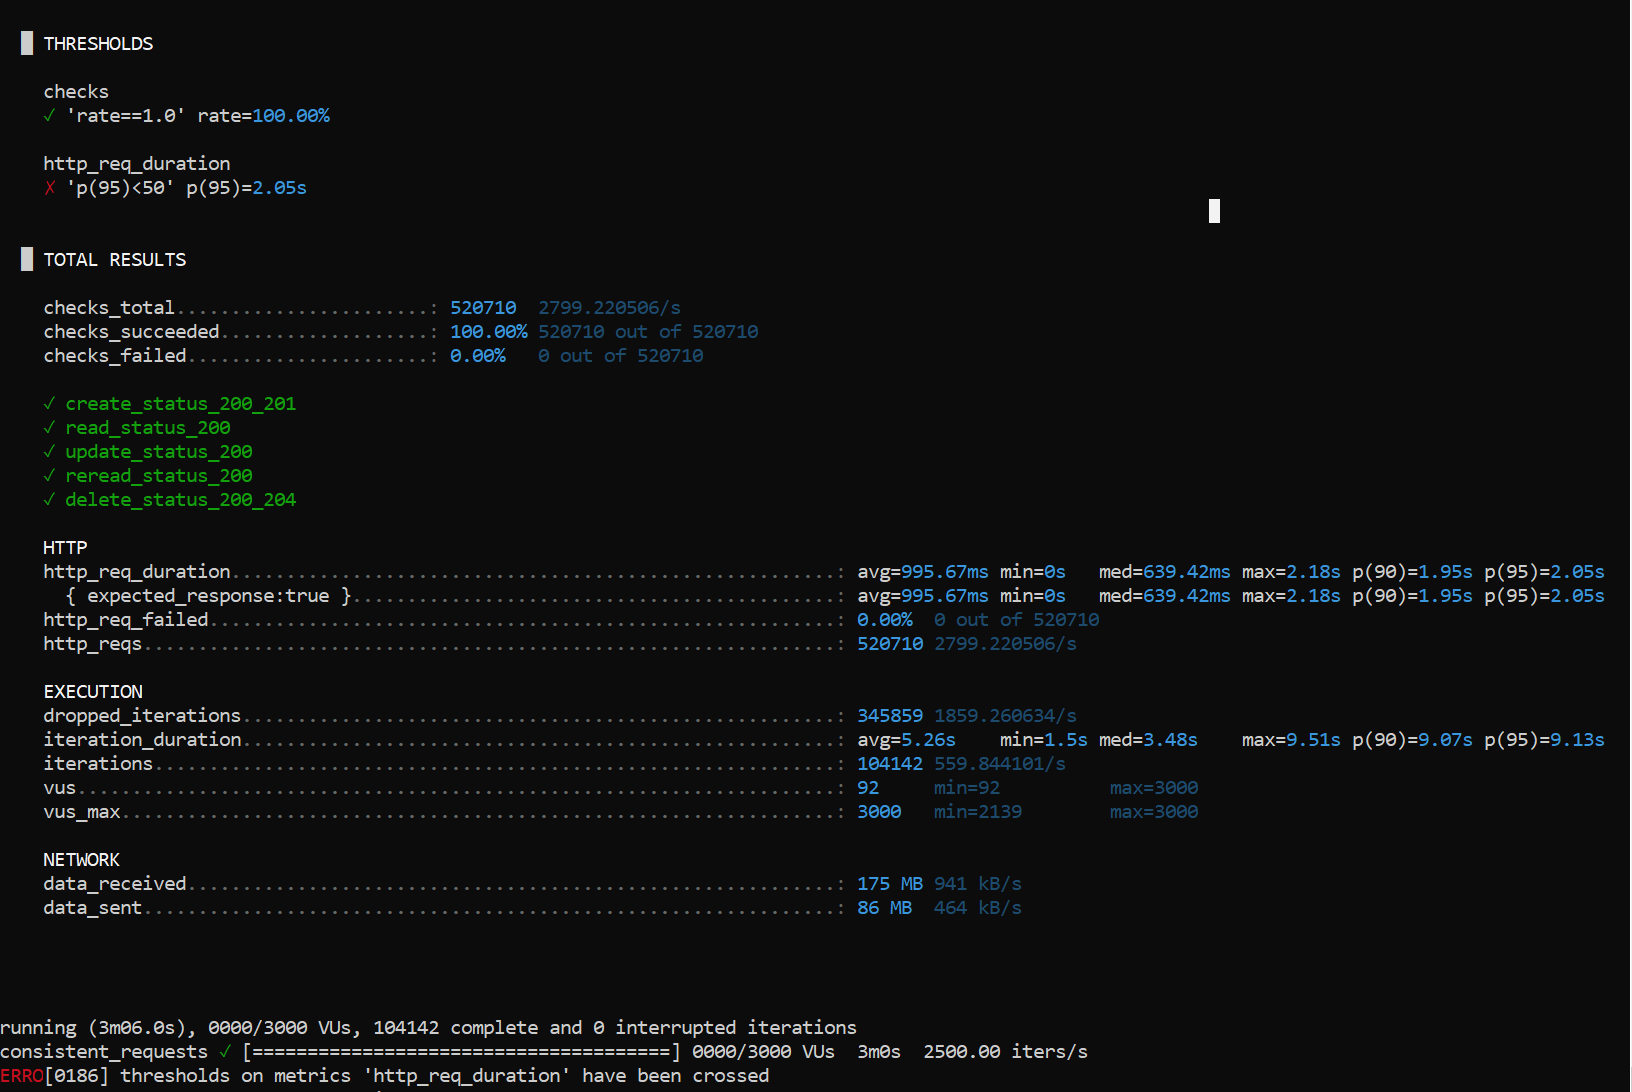 █ THRESHOLDS
checks
✓ 'rate==1.0' rate=100.00%
http_req_duration
✗ 'p(95)<50' p(95)=2.05s
█ TOTAL RESULTS
checks_total.......................: 520710 2799.220506/s
checks_succeeded...................: 100.00% 520710 out of 520710
checks_failed......................: 0.00% 0 out of 520710
✓ create_status_200_201
✓ read_status_200
✓ update_status_200
✓ reread_status_200
✓ delete_status_200_204
HTTP
http_req_duration.......................................................: avg=995.67ms min=0s med=639.42ms max=2.18s p(90)=1.95s p(95)=2.05s
{ expected_response:true }............................................: avg=995.67ms min=0s med=639.42ms max=2.18s p(90)=1.95s p(95)=2.05s
http_req_failed.........................................................: 0.00% 0 out of 520710
http_reqs...............................................................: 520710 2799.220506/s
EXECUTION
dropped_iterations......................................................: 345859 1859.260634/s
iteration_duration......................................................: avg=5.26s min=1.5s med=3.48s max=9.51s p(90)=9.07s p(95)=9.13s
iterations..............................................................: 104142 559.844101/s
vus.....................................................................: 92 min=92 max=3000
vus_max.................................................................: 3000 min=2139 max=3000
NETWORK
data_received...........................................................: 175 MB 941 kB/s
data_sent...............................................................: 86 MB 464 kB/s
running (3m06.0s), 0000/3000 VUs, 104142 complete and 0 interrupted iterations
consistent_requests ✓ [======================================] 0000/3000 VUs 3m0s 2500.00 iters/s
ERRO[0186] thresholds on metrics 'http_req_duration' have been crossed